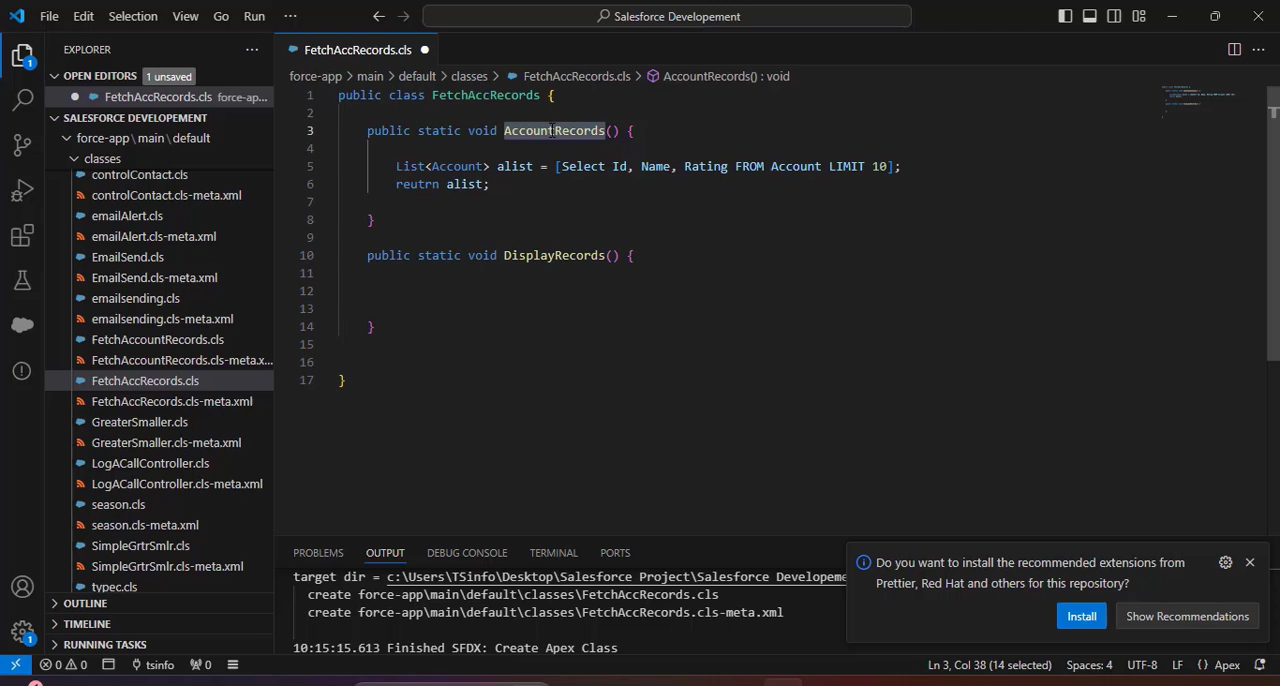 File Edit Selection View Go Run ···
Salesforce Developement
EXPLORER ···
OPEN EDITORS 1 unsaved
FetchAccRecords.cls force-ap...
SALESFORCE DEVELOPEMENT
force-app \ main \ default
classes
controlContact.cls
controlContact.cls-meta.xml
emailAlert.cls
emailAlert.cls-meta.xml
EmailSend.cls
EmailSend.cls-meta.xml
emailsending.cls
emailsending.cls-meta.xml
FetchAccountRecords.cls
FetchAccountRecords.cls-meta.x...
FetchAccRecords.cls
FetchAccRecords.cls-meta.xml
GreaterSmaller.cls
GreaterSmaller.cls-meta.xml
LogACallController.cls
LogACallController.cls-meta.xml
season.cls
season.cls-meta.xml
SimpleGrtrSmlr.cls
SimpleGrtrSmlr.cls-meta.xml
typec.cls
OUTLINE
TIMELINE
RUNNING TASKS
FetchAccRecords.cls
force-app > main > default > classes > FetchAccRecords.cls > AccountRecords() : void
1 public class FetchAccRecords {
2
3 public static void AccountRecords() {
4
5 List<Account> alist = [Select Id, Name, Rating FROM Account LIMIT 10];
6 reutrn alist;
7
8 }
9
10 public static void DisplayRecords() {
11
12
13
14 }
15
16
17 }
PROBLEMS OUTPUT DEBUG CONSOLE TERMINAL PORTS
target dir = c:\Users\TSinfo\Desktop\Salesforce Project\Salesforce Developeme
create force-app\main\default\classes\FetchAccRecords.cls
create force-app\main\default\classes\FetchAccRecords.cls-meta.xml
10:15:15.613 Finished SFDX: Create Apex Class
Do you want to install the recommended extensions from
Prettier, Red Hat and others for this repository?
Install Show Recommendations
1
1
0 0 tsinfo 0 Ln 3, Col 38 (14 selected) Spaces: 4 UTF-8 LF {} Apex